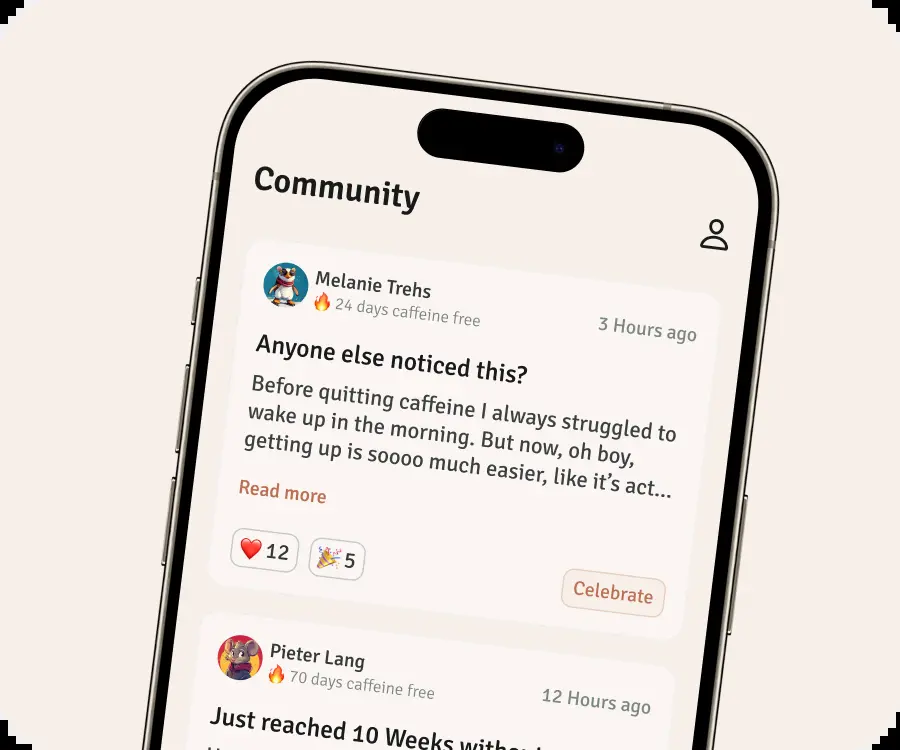 Community
Melanie Trehs
🔥 24 days caffeine free
3 Hours ago
Anyone else noticed this?
Before quitting caffeine I always struggled to
wake up in the morning. But now, oh boy,
getting up is soooo much easier, like it’s act...
Read more
❤️ 12
🎉 5
Celebrate
Pieter Lang
🔥 70 days caffeine free
12 Hours ago
Just reached 10 Weeks